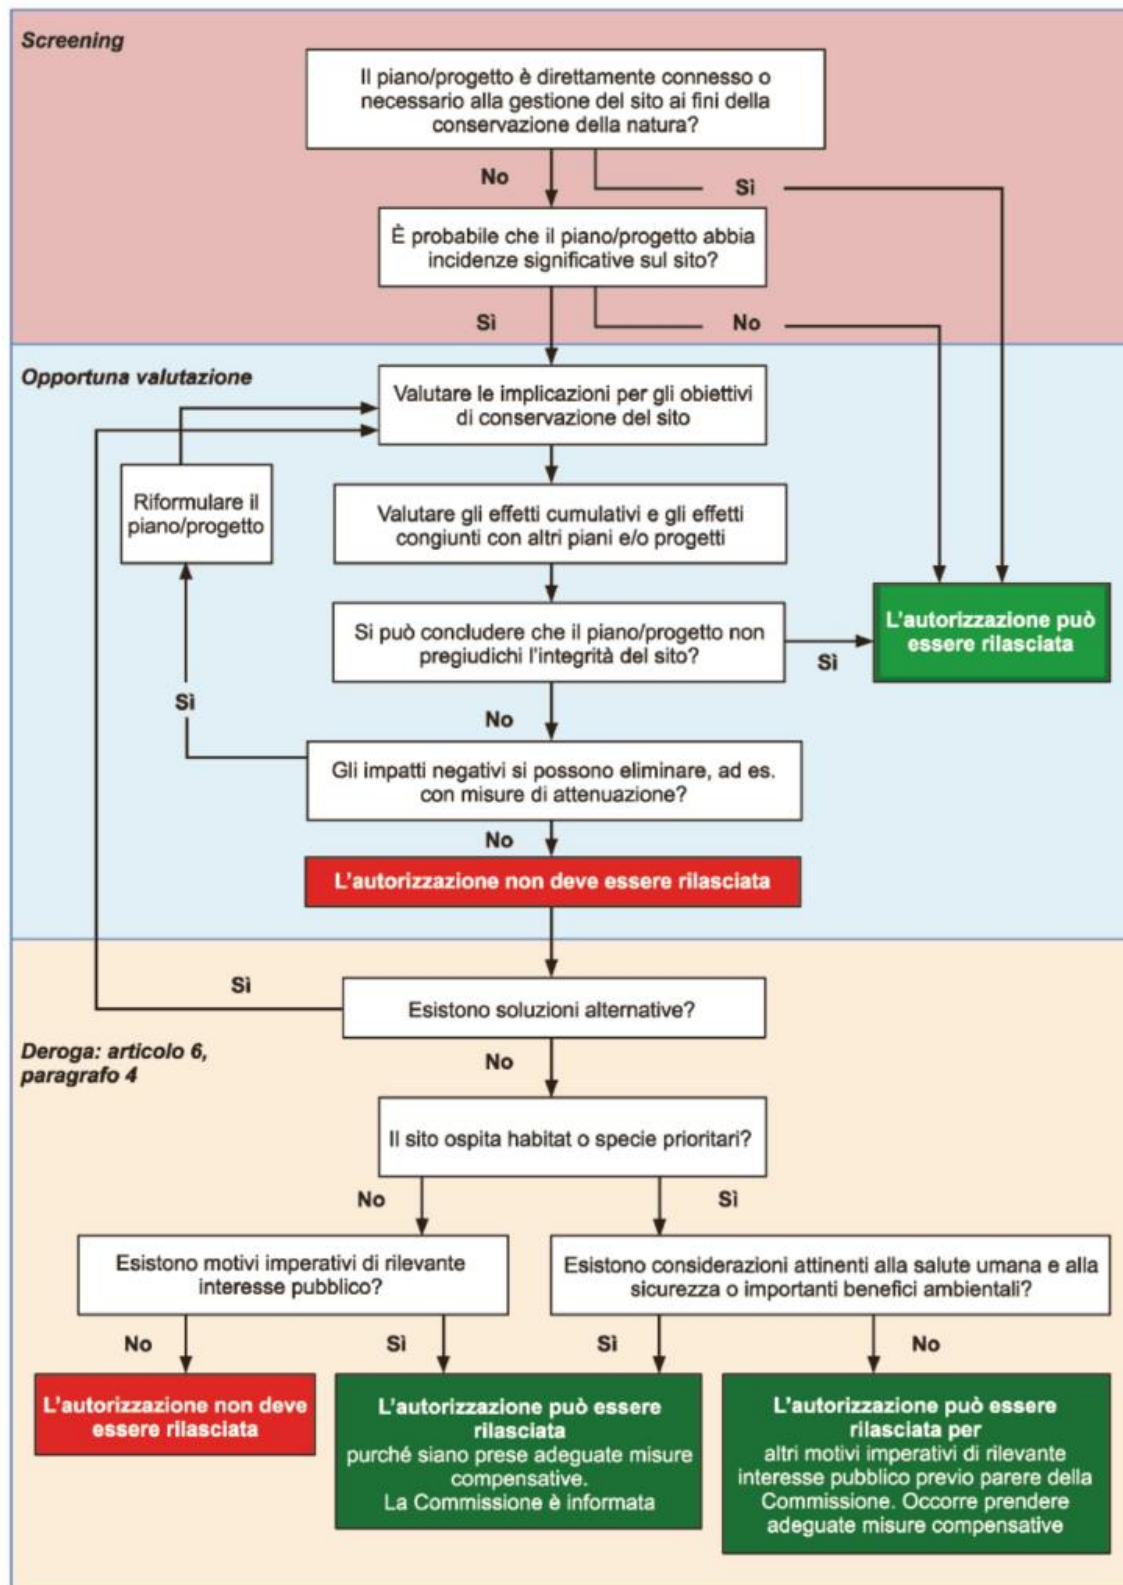 Screening
Il piano/progetto è direttamente connesso o
necessario alla gestione del sito ai fini della
conservazione della natura?
No
Sì
È probabile che il piano/progetto abbia
incidenze significative sul sito?
Sì
No
Opportuna valutazione
Valutare le implicazioni per gli obiettivi
di conservazione del sito
Riformulare il
piano/progetto
Valutare gli effetti cumulativi e gli effetti
congiunti con altri piani e/o progetti
L'autorizzazione può
essere rilasciata
Si può concludere che il piano/progetto non
pregiudichi l'integrità del sito?
Sì
Sì
No
Gli impatti negativi si possono eliminare, ad es.
con misure di attenuazione?
No
L'autorizzazione non deve essere rilasciata
Sì
Esistono soluzioni alternative?
Deroga: articolo 6,
paragrafo 4
No
Il sito ospita habitat o specie prioritari?
No
Sì
Esistono motivi imperativi di rilevante
interesse pubblico?
Esistono considerazioni attinenti alla salute umana e alla
sicurezza o importanti benefici ambientali?
No
Sì
Sì
No
L'autorizzazione non deve
essere rilasciata
L'autorizzazione può essere
rilasciata
purché siano prese adeguate misure
compensative.
La Commissione è informata
L'autorizzazione può essere
rilasciata per
altri motivi imperativi di rilevante
interesse pubblico previo parere della
Commissione. Occorre prendere
adeguate misure compensative